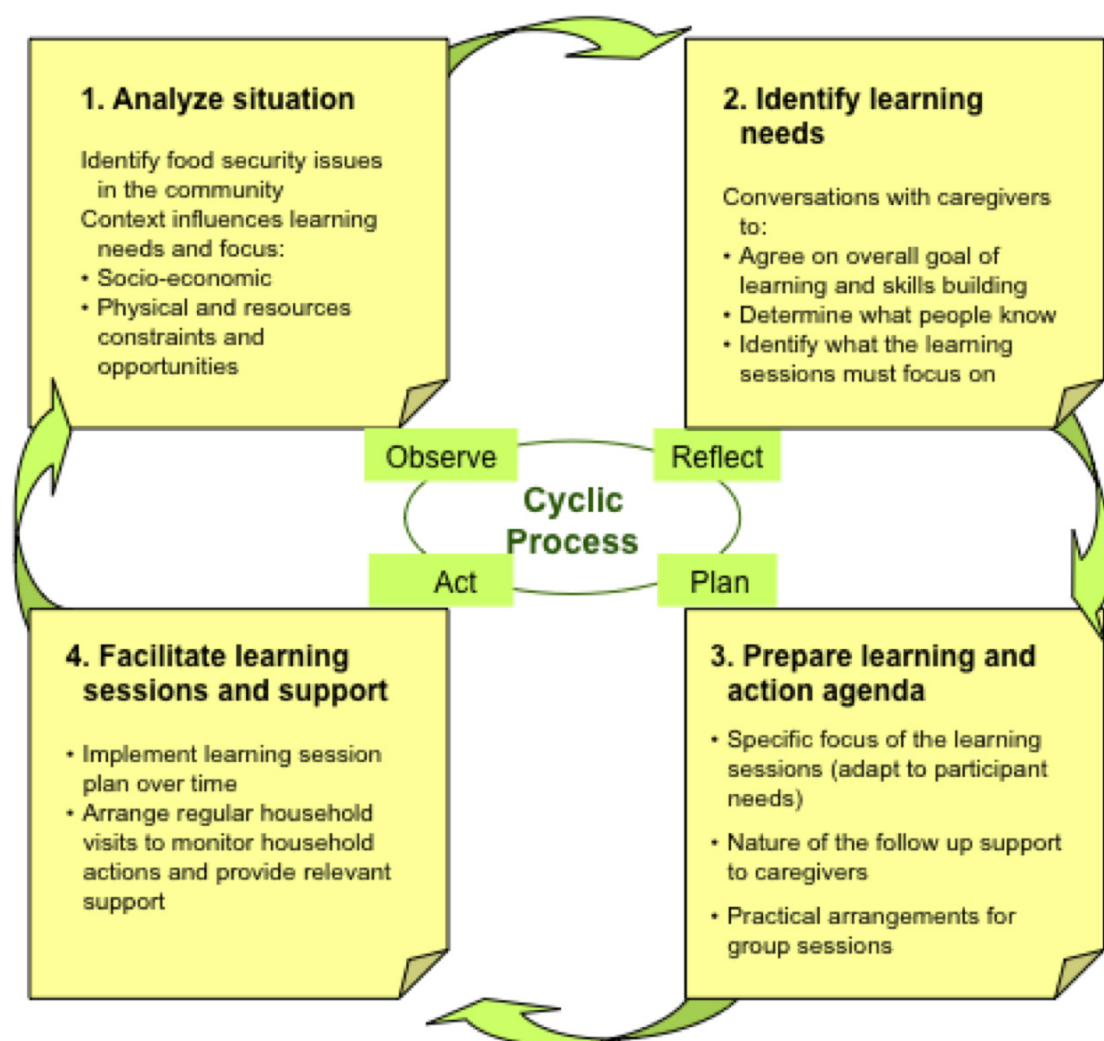 1. Analyze situation
Identify food security issues
in the community
Context influences learning
needs and focus:
• Socio-economic
• Physical and resources
constraints and
opportunities
2. Identify learning
needs
Conversations with caregivers
to:
• Agree on overall goal of
learning and skills building
• Determine what people know
• Identify what the learning
sessions must focus on
Observe
Reflect
Cyclic
Process
Act
Plan
4. Facilitate learning
sessions and support
• Implement learning session
plan over time
• Arrange regular household
visits to monitor household
actions and provide relevant
support
3. Prepare learning and
action agenda
• Specific focus of the learning
sessions (adapt to participant
needs)
• Nature of the follow up support
to caregivers
• Practical arrangements for
group sessions